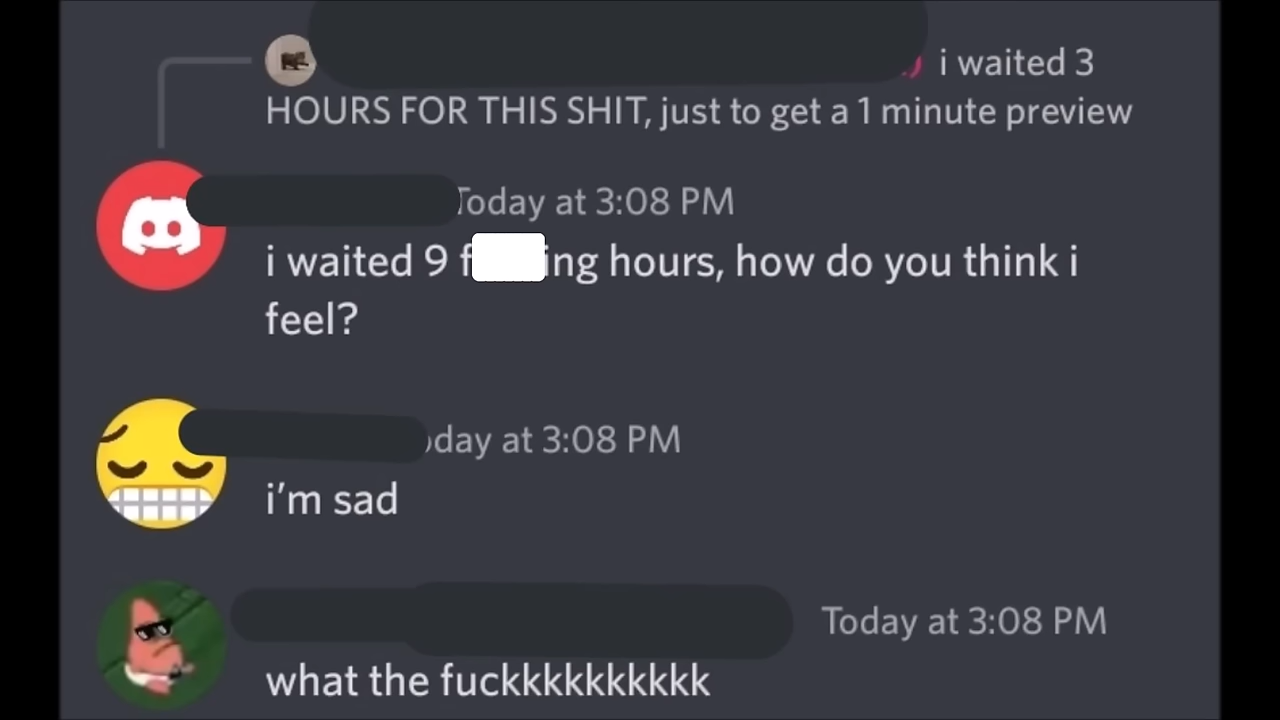 i waited 3
HOURS FOR THIS SHIT, just to get a 1 minute preview
Today at 3:08 PM
i waited 9 f ing hours, how do you think i
feel?
oday at 3:08 PM
i'm sad
Today at 3:08 PM
what the fuckkkkkkkkkk